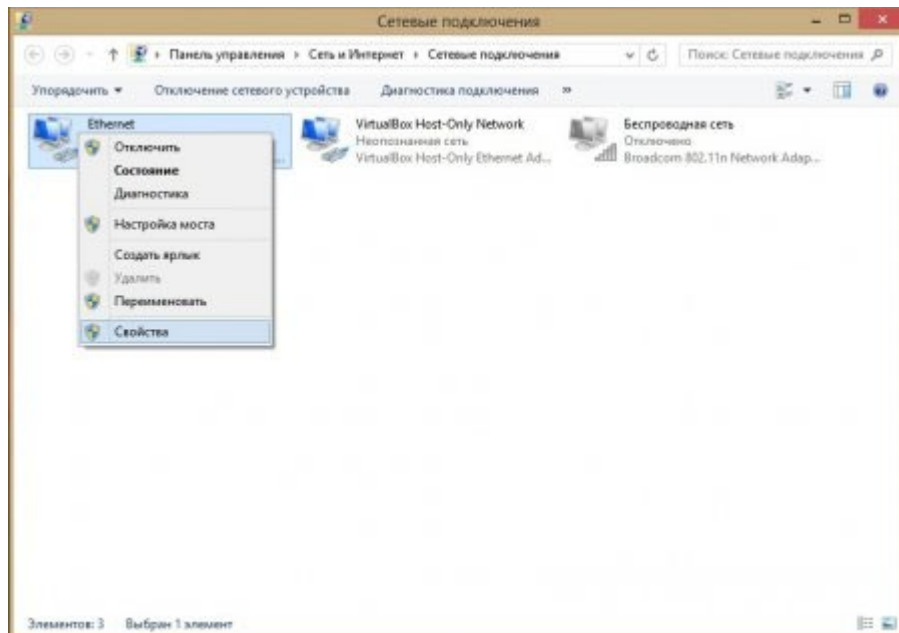 Сетевые подключения
Панель управления Сеть и Интернет Сетевые подключения Поиск: Сетевые подключения
Упорядочить Отключение сетевого устройства Диагностика подключения »
Ethernet
Отключить
Состояние
Диагностика
Настройка моста
Создать ярлык
Удалить
Переименовать
Свойства
VirtualBox Host-Only Network
Неопознанная сеть
VirtualBox Host-Only Ethernet Ad...
Беспроводная сеть
Отключено
Broadcom 802.11n Network Adap...
Элементов: 3 Выбран 1 элемент